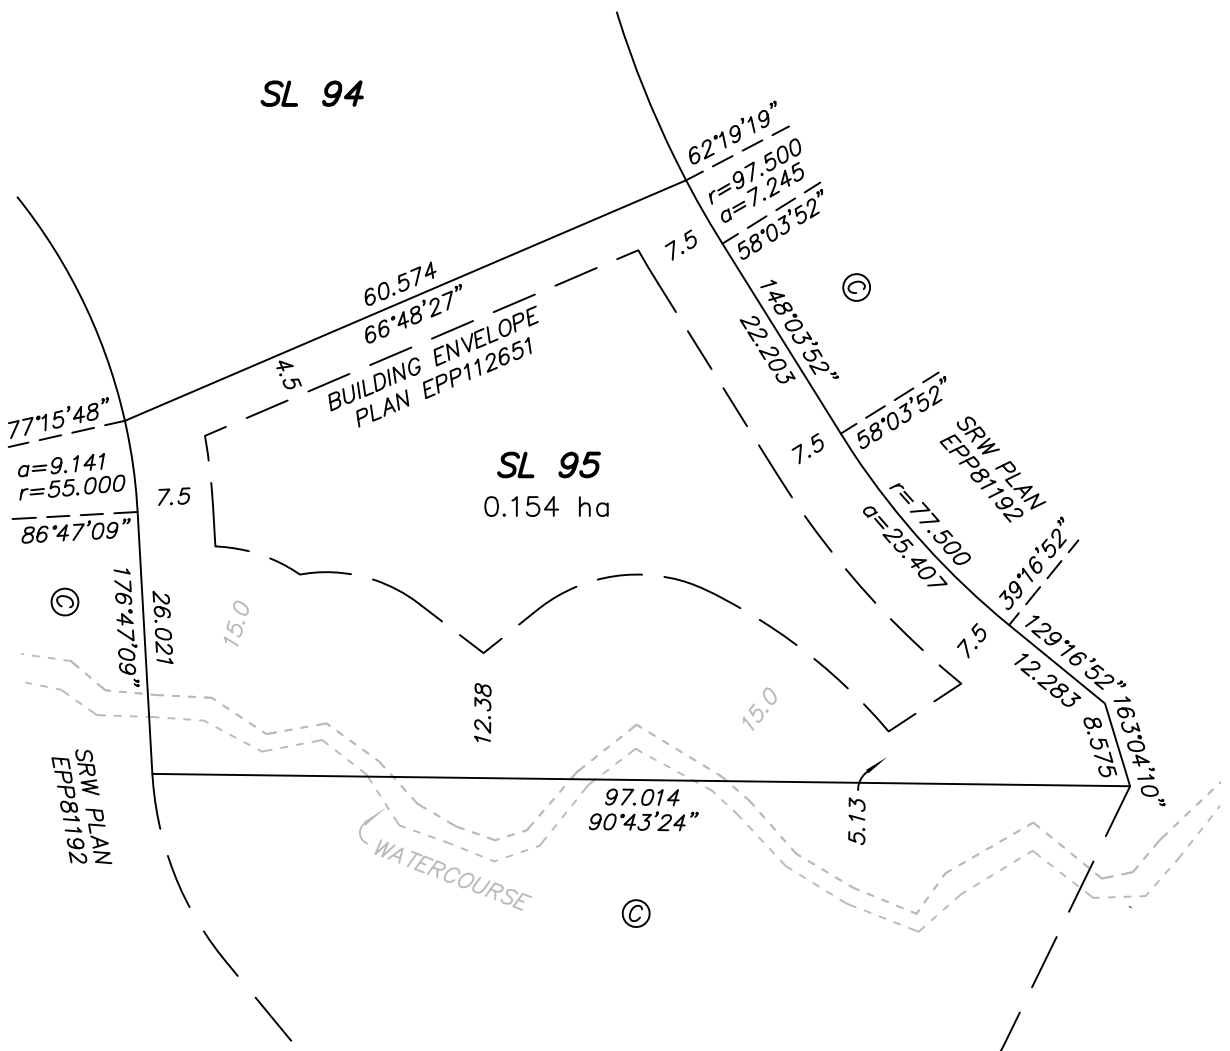 SL 94
62°19'19"
r=97.500
a=7.245
58°03'52"
7.5
60.574
66°48'27"
BUILDING ENVELOPE
PLAN EPP112651
4.5
148°03'52"
22.203
©
77°15'48"
a=9.141
r=55.000
86°47'09"
7.5
SL 95
0.154 ha
7.5
58°03'52"
SRW PLAN
EPP81192
r=77.500
a=25.407
39°16'52"
©
176°47'09"
26.021
15.0
7.5
129°16'52"
12.283
163°04'10"
8.575
12.38
15.0
SRW PLAN
EPP81192
97.014
90°43'24"
5.13
WATERCOURSE
©